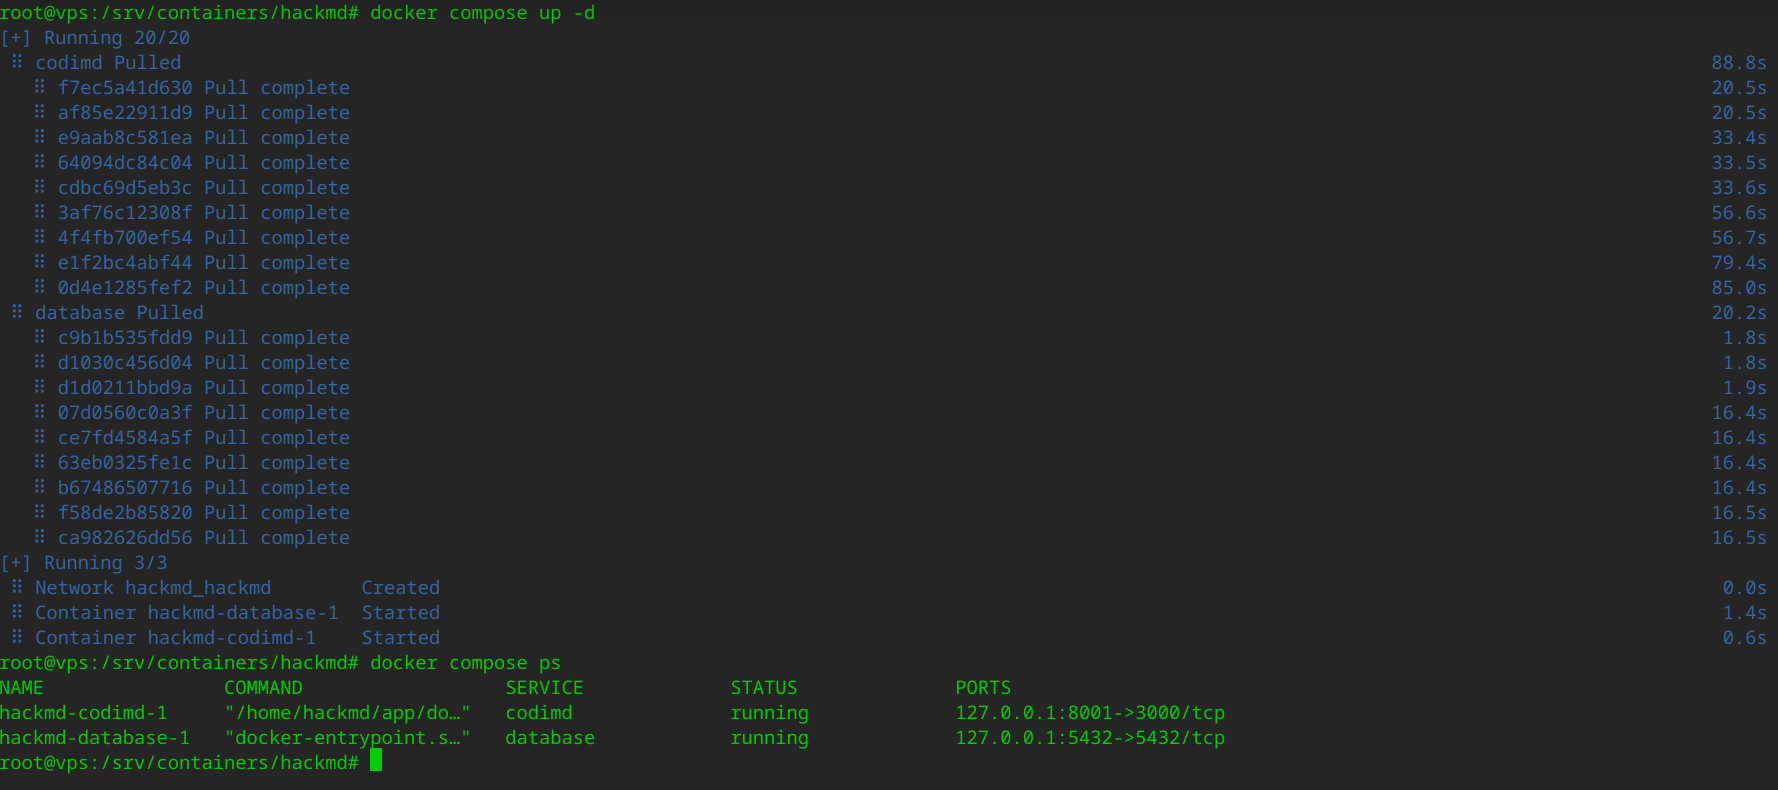 root@vps:/srv/containers/hackmd# docker compose up -d
[+] Running 20/20
⠿ codimd Pulled 88.8s
⠿ f7ec5a41d630 Pull complete 20.5s
⠿ af85e22911d9 Pull complete 20.5s
⠿ e9aab8c581ea Pull complete 33.4s
⠿ 64094dc84c04 Pull complete 33.5s
⠿ cdbc69d5eb3c Pull complete 33.6s
⠿ 3af76c12308f Pull complete 56.6s
⠿ 4f4fb700ef54 Pull complete 56.7s
⠿ e1f2bc4abf44 Pull complete 79.4s
⠿ 0d4e1285fef2 Pull complete 85.0s
⠿ database Pulled 20.2s
⠿ c9b1b535fdd9 Pull complete 1.8s
⠿ d1030c456d04 Pull complete 1.8s
⠿ d1d0211bbd9a Pull complete 1.9s
⠿ 07d0560c0a3f Pull complete 16.4s
⠿ ce7fd4584a5f Pull complete 16.4s
⠿ 63eb0325fe1c Pull complete 16.4s
⠿ b67486507716 Pull complete 16.4s
⠿ f58de2b85820 Pull complete 16.5s
⠿ ca982626dd56 Pull complete 16.5s
[+] Running 3/3
⠿ Network hackmd_hackmd Created 0.0s
⠿ Container hackmd-database-1 Started 1.4s
⠿ Container hackmd-codimd-1 Started 0.6s
root@vps:/srv/containers/hackmd# docker compose ps
NAME COMMAND SERVICE STATUS PORTS
hackmd-codimd-1 "/home/hackmd/app/do…" codimd running 127.0.0.1:8001->3000/tcp
hackmd-database-1 "docker-entrypoint.s…" database running 127.0.0.1:5432->5432/tcp
root@vps:/srv/containers/hackmd#